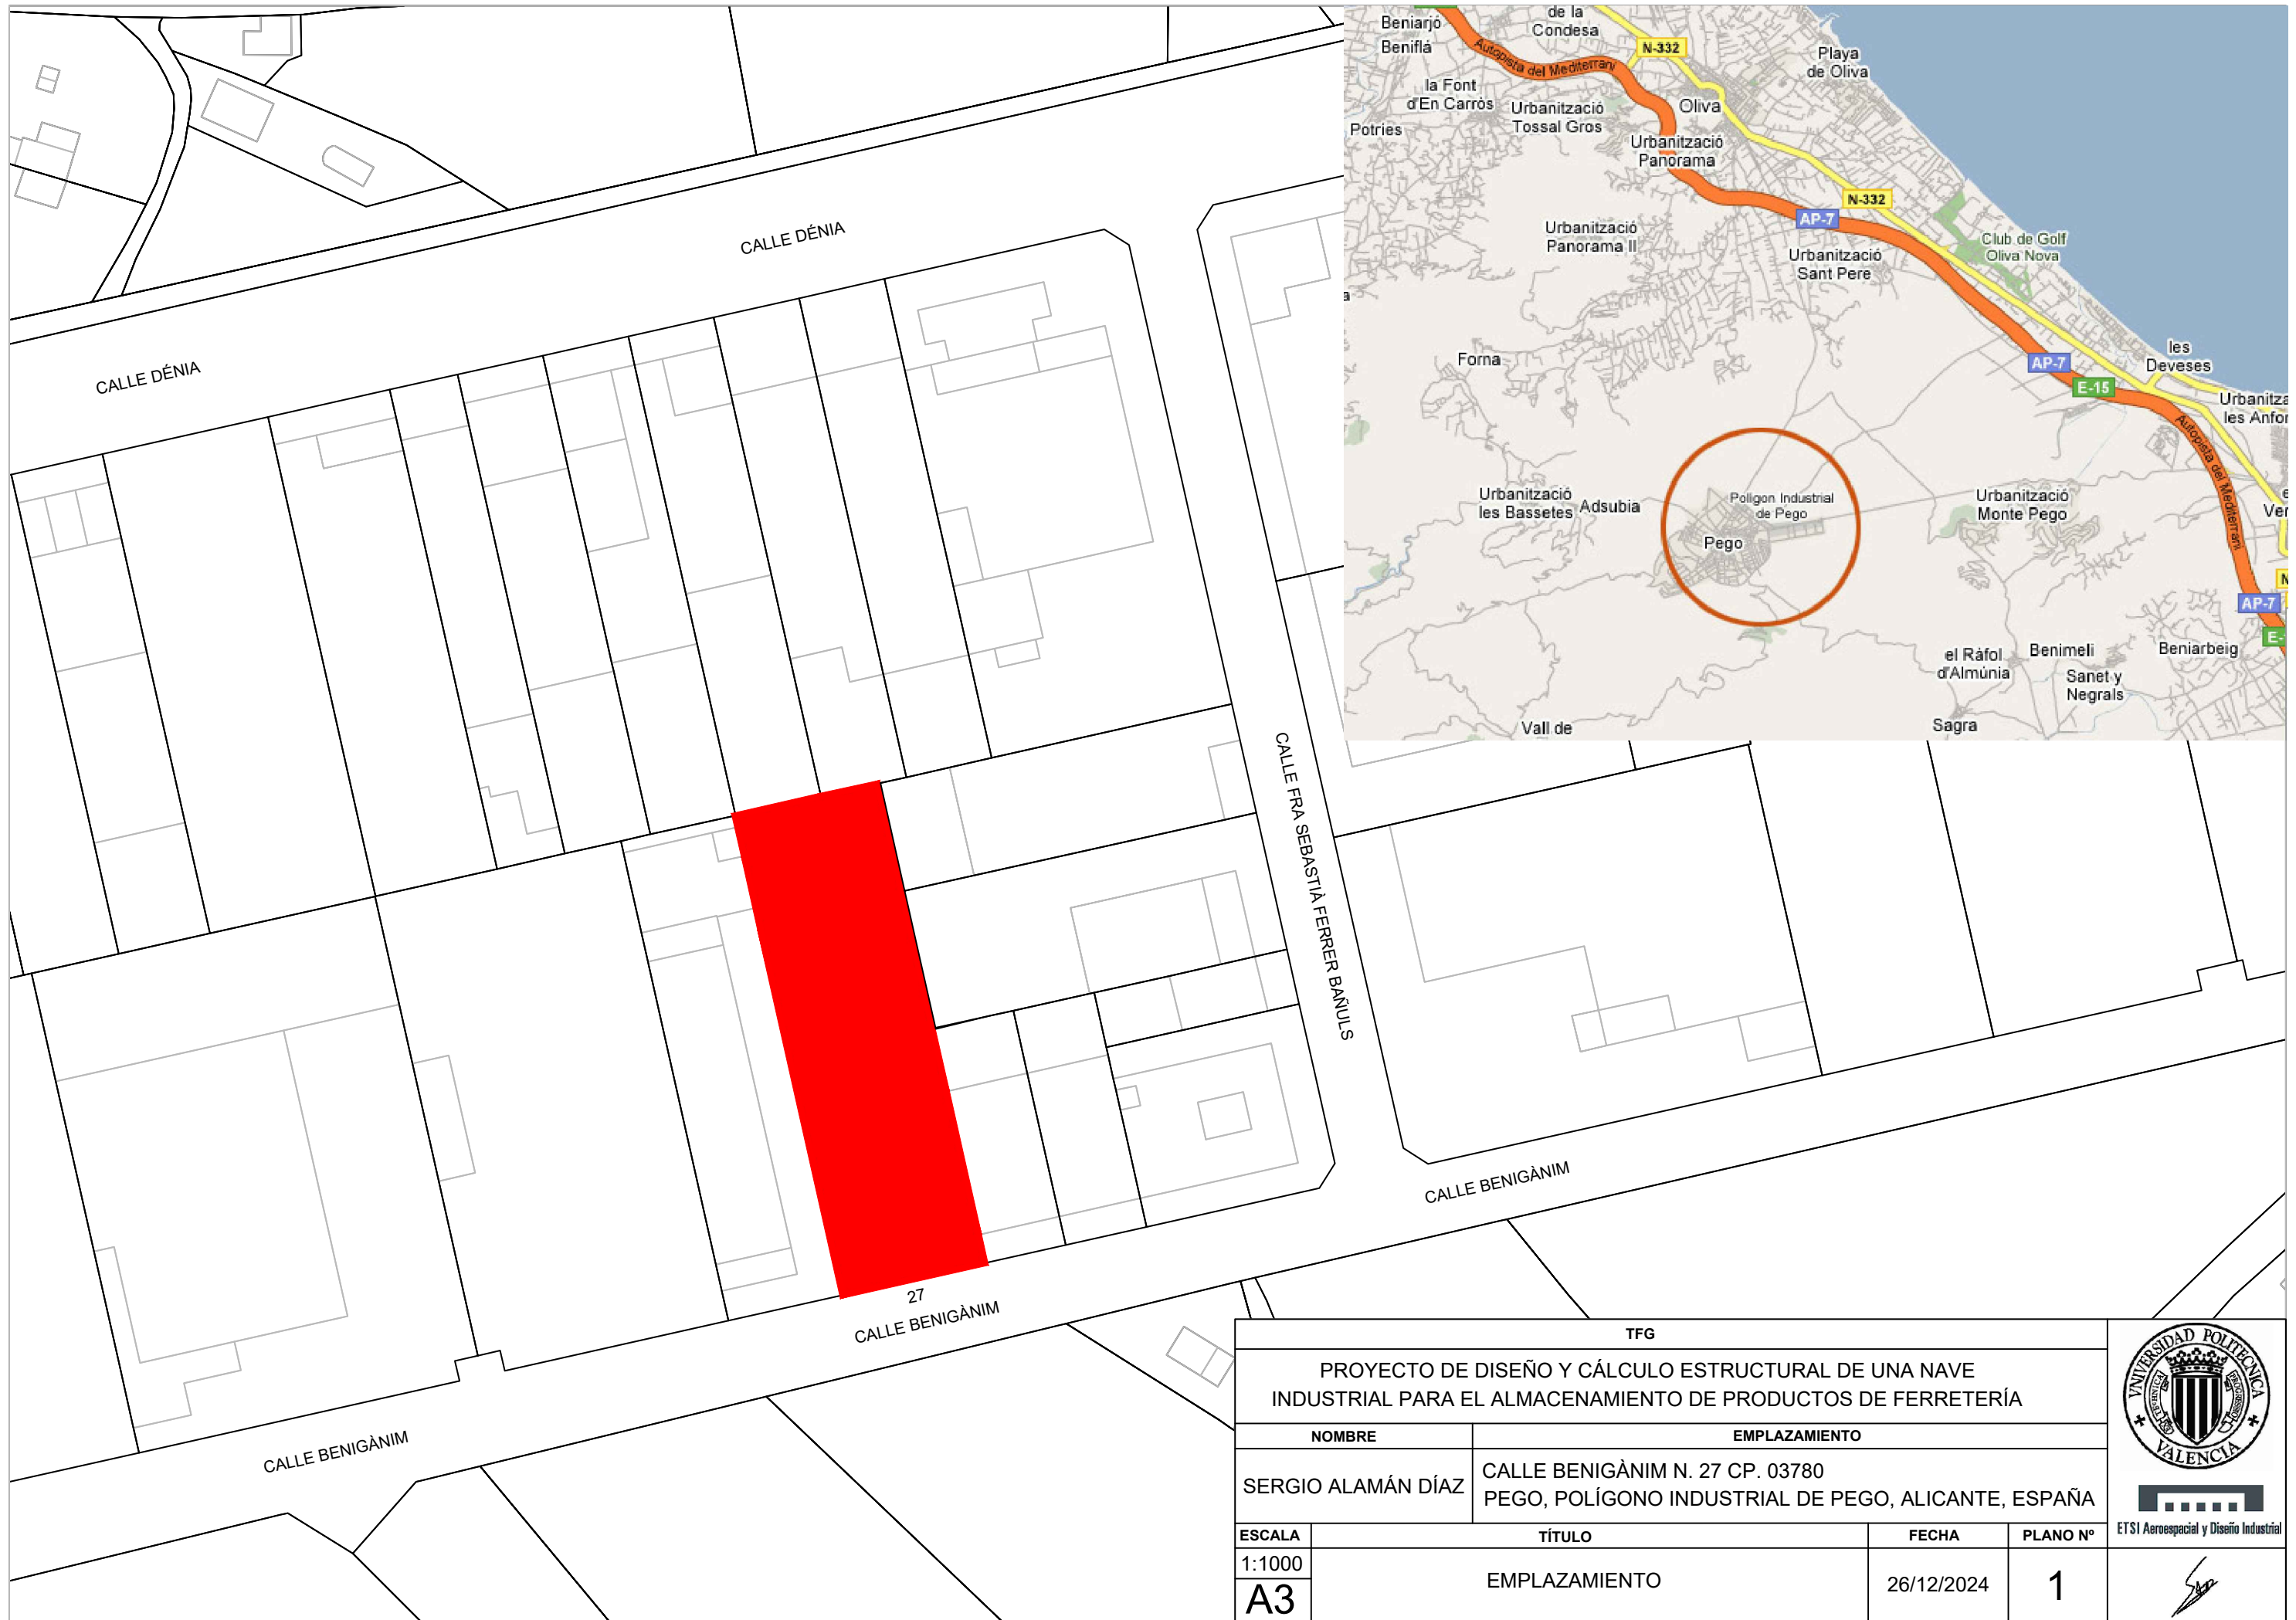 CALLE DÉNIA
CALLE DÉNIA
CALLE FRA SEBASTIÀ FERRER BAÑULS
27
CALLE BENIGÀNIM
CALLE BENIGÀNIM
CALLE BENIGÀNIM
Beniarjó
Beniflá
de la
Condesa
Autopista del Mediterrani
N-332
Playa
de Oliva
la Font
d'En Carròs
Urbanització
Tossal Gros
Oliva
Potries
Urbanització
Panorama
N-332
AP-7
Urbanització
Panorama II
Urbanització
Sant Pere
Club de Golf
Oliva Nova
a
Forna
AP-7
E-15
les
Deveses
Urbanitza
les Anfor
Autopista del Mediterrani
Urbanització
les Bassetes
Adsubia
Poligon Industrial
de Pego
Pego
Urbanització
Monte Pego
e
Ver
N
AP-7
E-
el Ràfol
d'Almúnia
Benimeli
Beniarbeig
Sanet y
Negrals
Sagra
Vall de
TFG
PROYECTO DE DISEÑO Y CÁLCULO ESTRUCTURAL DE UNA NAVE
INDUSTRIAL PARA EL ALMACENAMIENTO DE PRODUCTOS DE FERRETERÍA
NOMBRE
EMPLAZAMIENTO
SERGIO ALAMÁN DÍAZ
CALLE BENIGÀNIM N. 27 CP. 03780
PEGO, POLÍGONO INDUSTRIAL DE PEGO, ALICANTE, ESPAÑA
ESCALA
TÍTULO
FECHA
PLANO Nº
1:1000
A3
EMPLAZAMIENTO
26/12/2024
1
VNIVERSIDAD POLITECNICA
VALENCIA
ETSI Aeroespacial y Diseño Industrial